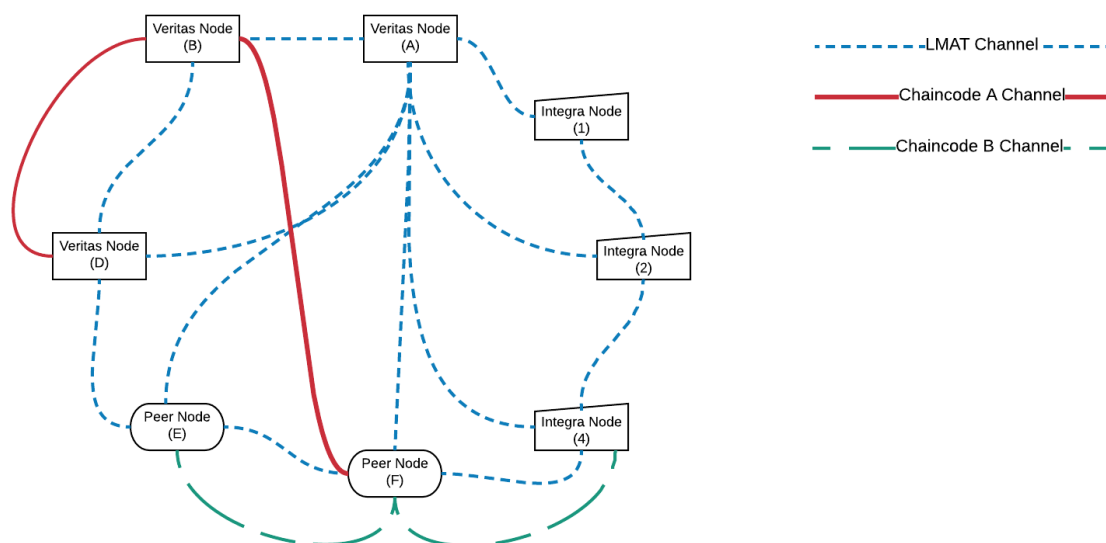 Veritas Node
(B)
Veritas Node
(A)
LMAT Channel
Chaincode A Channel
Integra Node
(1)
Chaincode B Channel
Veritas Node
(D)
Integra Node
(2)
Peer Node
(E)
Integra Node
(4)
Peer Node
(F)